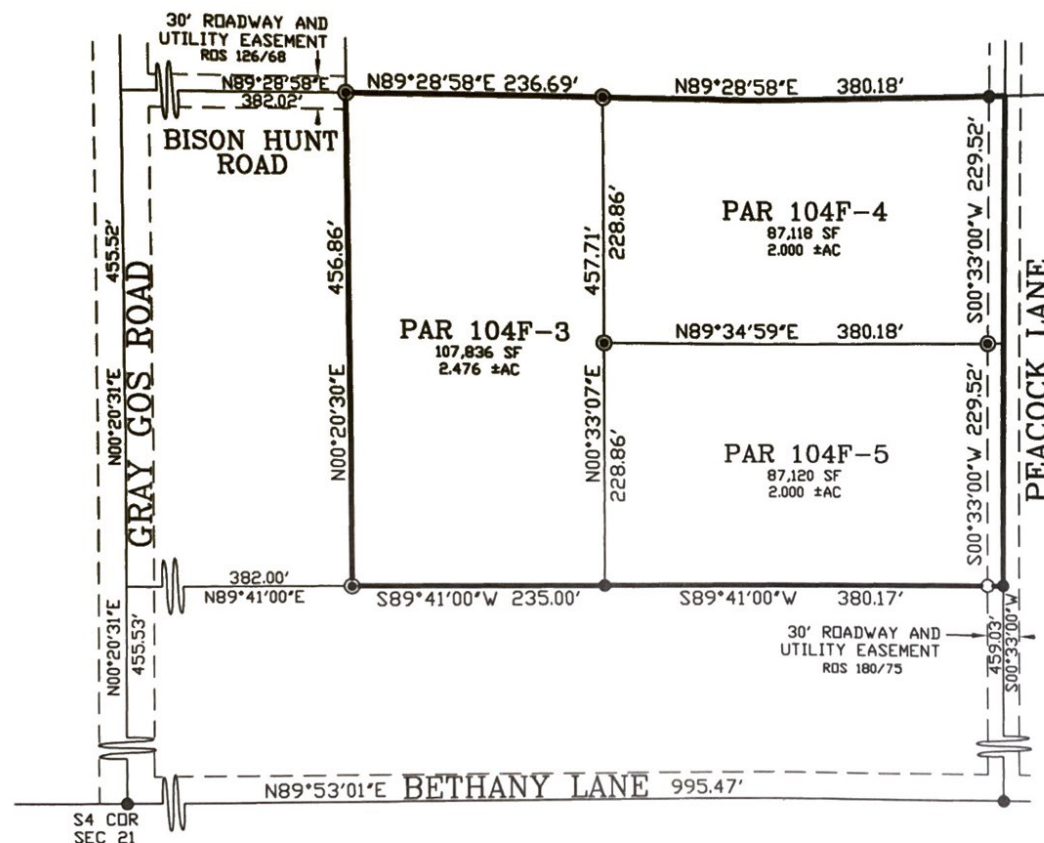 30' ROADWAY AND
UTILITY EASEMENT
ROS 126/68
N89°28'58"E
382.02'
BISON HUNT
ROAD
N89°28'58"E 236.69'
N89°28'58"E 380.18'
455.52'
N00°20'31"E
GRAY GOS ROAD
456.86'
N00°20'30"E
PAR 104F-3
107,836 SF
2.476 ±AC
457.71'
N00°33'07"E
228.86'
228.86'
PAR 104F-4
87,118 SF
2.000 ±AC
S00°33'00"W 229.52'
N89°34'59"E 380.18'
PAR 104F-5
87,120 SF
2.000 ±AC
S00°33'00"W 229.52'
PEACOCK LANE
382.00'
N89°41'00"E
S89°41'00"W 235.00'
S89°41'00"W 380.17'
N00°20'31"E
455.53'
30' ROADWAY AND
UTILITY EASEMENT
ROS 180/75
459.03'
S00°33'00"W
N89°53'01"E BETHANY LANE 995.47'
S4 COR
SEC 21